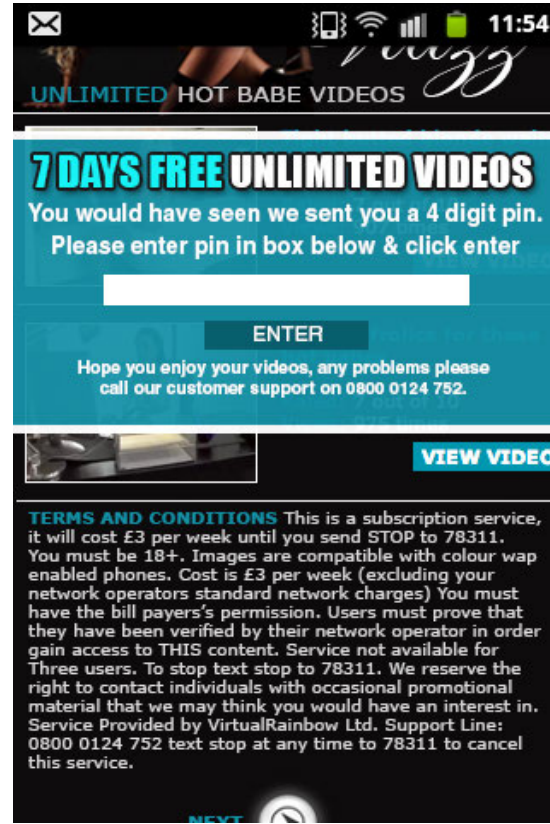 11:54
UNLIMITED HOT BABE VIDEOS
7 DAYS FREE UNLIMITED VIDEOS
You would have seen we sent you a 4 digit pin.
Please enter pin in box below & click enter
ENTER
Hope you enjoy your videos, any problems please
call our customer support on 0800 0124 752.
VIEW VIDEO
TERMS AND CONDITIONS This is a subscription service,
it will cost £3 per week until you send STOP to 78311.
You must be 18+. Images are compatible with colour wap
enabled phones. Cost is £3 per week (excluding your
network operators standard network charges) You must
have the bill payers's permission. Users must prove that
they have been verified by their network operator in order
gain access to THIS content. Service not available for
Three users. To stop text stop to 78311. We reserve the
right to contact individuals with occasional promotional
material that we may think you would have an interest in.
Service Provided by VirtualRainbow Ltd. Support Line:
0800 0124 752 text stop at any time to 78311 to cancel
this service.
NEXT